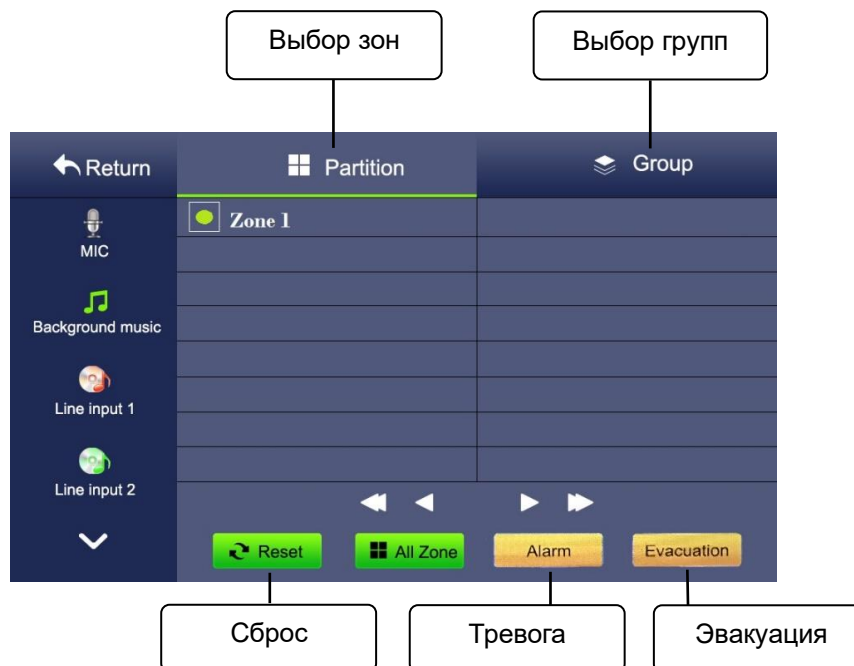 Выбор зон
Выбор групп
Return
Partition
Group
MIC
Zone 1
Background music
Line input 1
Line input 2
Reset
All Zone
Alarm
Evacuation
Сброс
Тревога
Эвакуация